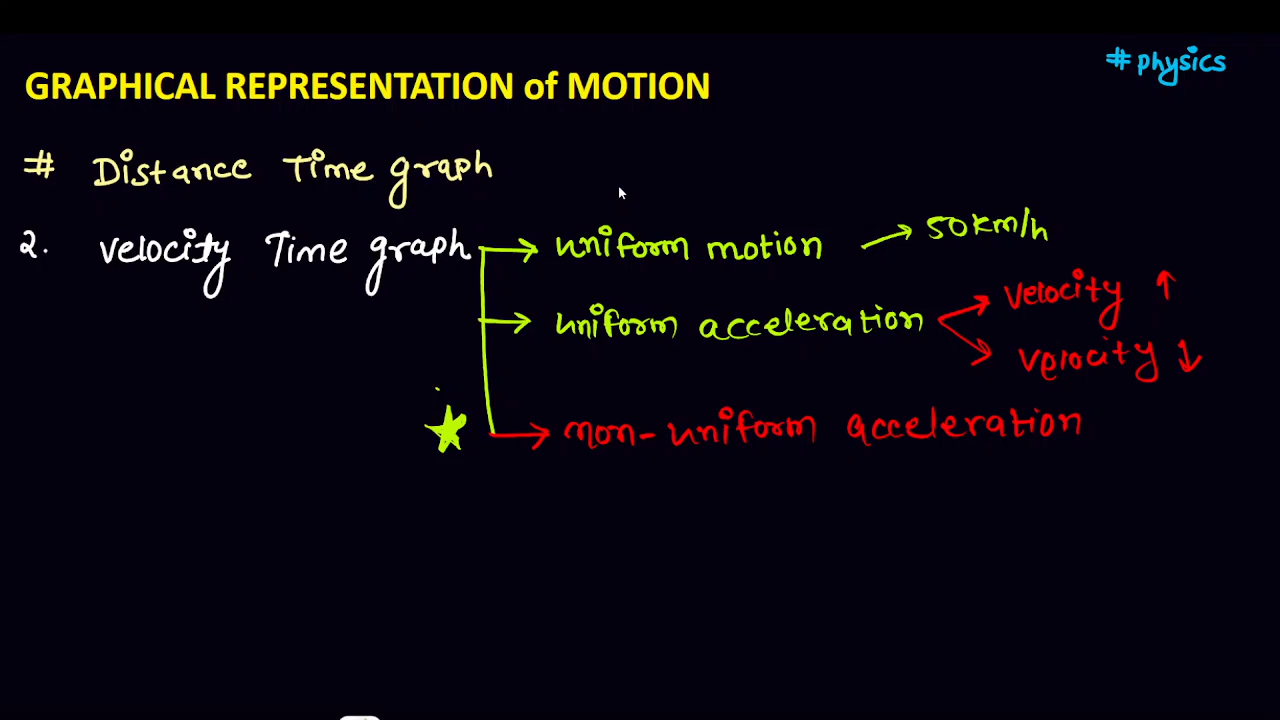 #physics
GRAPHICAL REPRESENTATION of MOTION
# Distance Time graph
2. velocity Time graph → uniform motion → 50km/h
→ uniform acceleration → velocity ↑
→ velocity ↓
★ → non-uniform acceleration